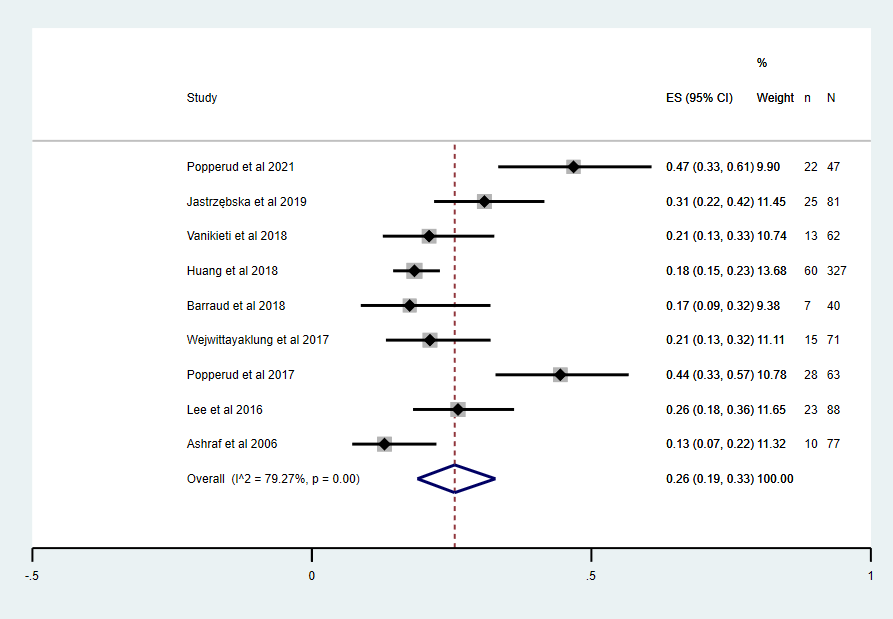 %
Study ES (95% CI) Weight n N
Popperud et al 2021 0.47 (0.33, 0.61) 9.90 22 47
Jastrzębska et al 2019 0.31 (0.22, 0.42) 11.45 25 81
Vanikieti et al 2018 0.21 (0.13, 0.33) 10.74 13 62
Huang et al 2018 0.18 (0.15, 0.23) 13.68 60 327
Barraud et al 2018 0.17 (0.09, 0.32) 9.38 7 40
Wejwittayaklung et al 2017 0.21 (0.13, 0.32) 11.11 15 71
Popperud et al 2017 0.44 (0.33, 0.57) 10.78 28 63
Lee et al 2016 0.26 (0.18, 0.36) 11.65 23 88
Ashraf et al 2006 0.13 (0.07, 0.22) 11.32 10 77
Overall (I^2 = 79.27%, p = 0.00) 0.26 (0.19, 0.33) 100.00
-.5 0 .5 1